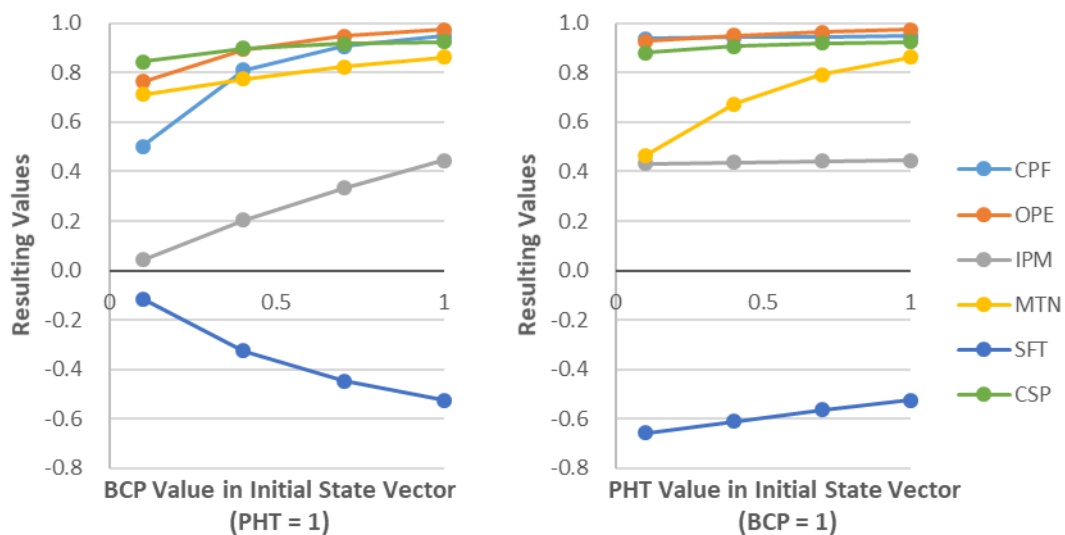 Resulting Values
1.0
0.8
0.6
0.4
0.2
0.0
-0.2
-0.4
-0.6
-0.8
0 0.5 1
BCP Value in Initial State Vector
(PHT = 1)
Resulting Values
1.0
0.8
0.6
0.4
0.2
0.0
-0.2
-0.4
-0.6
-0.8
0 0.5 1
PHT Value in Initial State Vector
(BCP = 1)
CPF
OPE
IPM
MTN
SFT
CSP